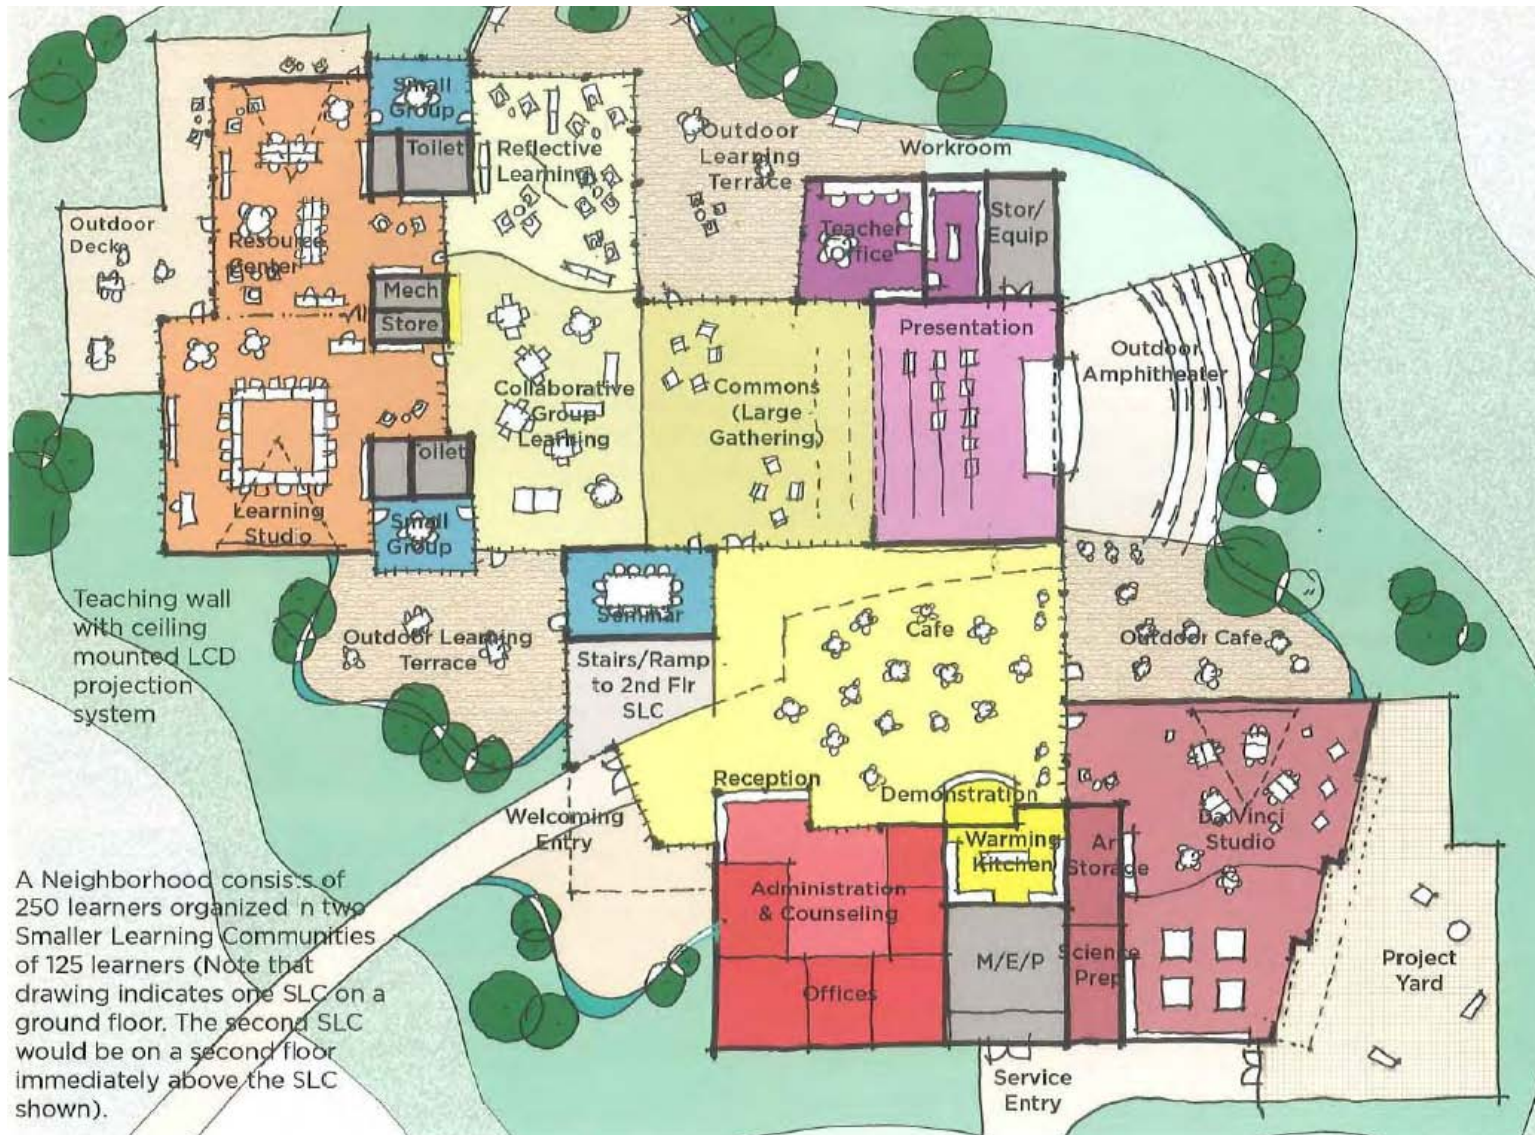 Small
Group
Toilet
Reflective
Learning
Outdoor
Learning
Terrace
Workroom
Outdoor
Deck
Resource
Center
Teacher
Office
Stor/
Equip
Mech
Store
Presentation
Outdoor
Amphitheater
Collaborative
Group
Learning
Commons
(Large
Gathering)
Toilet
Learning
Studio
Small
Group
Teaching wall
with ceiling
mounted LCD
projection
system
Outdoor Learning
Terrace
Seminar
Stairs/Ramp
to 2nd Flr
SLC
Cafe
Outdoor Cafe
Reception
Demonstration
Welcoming
Entry
Warming
Kitchen
Art
Storage
DaVinci
Studio
A Neighborhood consists of
250 learners organized in two
Smaller Learning Communities
of 125 learners (Note that
drawing indicates one SLC on a
ground floor. The second SLC
would be on a second floor
immediately above the SLC
shown).
Administration
& Counseling
Offices
M/E/P
Science
Prep
Project
Yard
Service
Entry